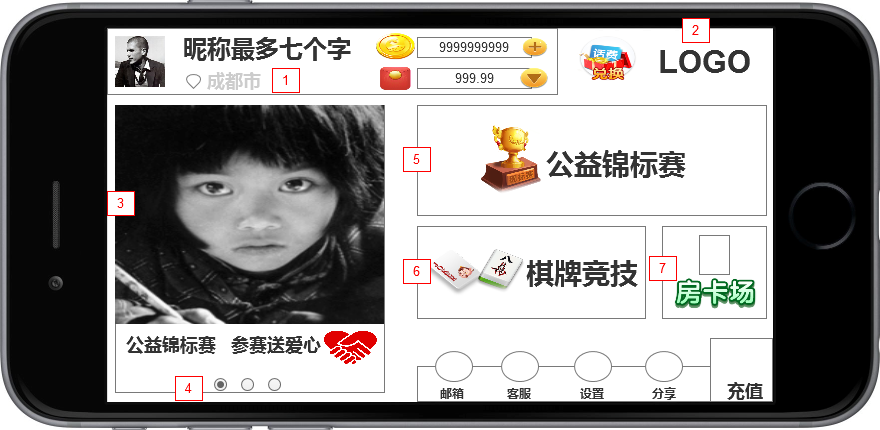 昵称最多七个字
成都市
1
9999999999
999.99
话费
兑换
2
LOGO
3
公益锦标赛 参赛送爱心
4
5
公益锦标赛
6
八
棋牌竞技
7
房卡场
邮箱
客服
设置
分享
充值